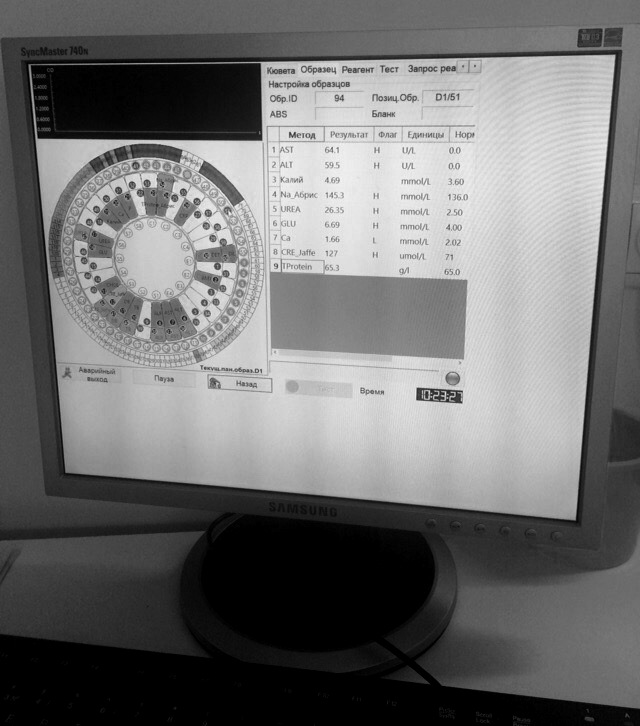 SyncMaster 740N
Кювета Образец Реагент Тест Запрос реа
Настройка образцов
Обр.ID 94 Позиц.Обр. D1/51
ABS Бланк
Метод Результат Флаг Единицы Норм
1 AST 64.1 H U/L 0.0
2 ALT 59.5 H U/L 0.0
3 Калий 4.69 mmol/L 3.60
4 Na_Абрис 145.3 H mmol/L 136.0
5 UREA 26.35 H mmol/L 2.50
6 GLU 6.69 H mmol/L 4.00
7 Ca 1.66 L mmol/L 2.02
8 CRE_Jaffe 127 H umol/L 71
9 TProtein 65.3 g/l 65.0
Текущ.пан.образ.D1
Аварийный выход Пауза Назад Время 10:23:27
SAMSUNG